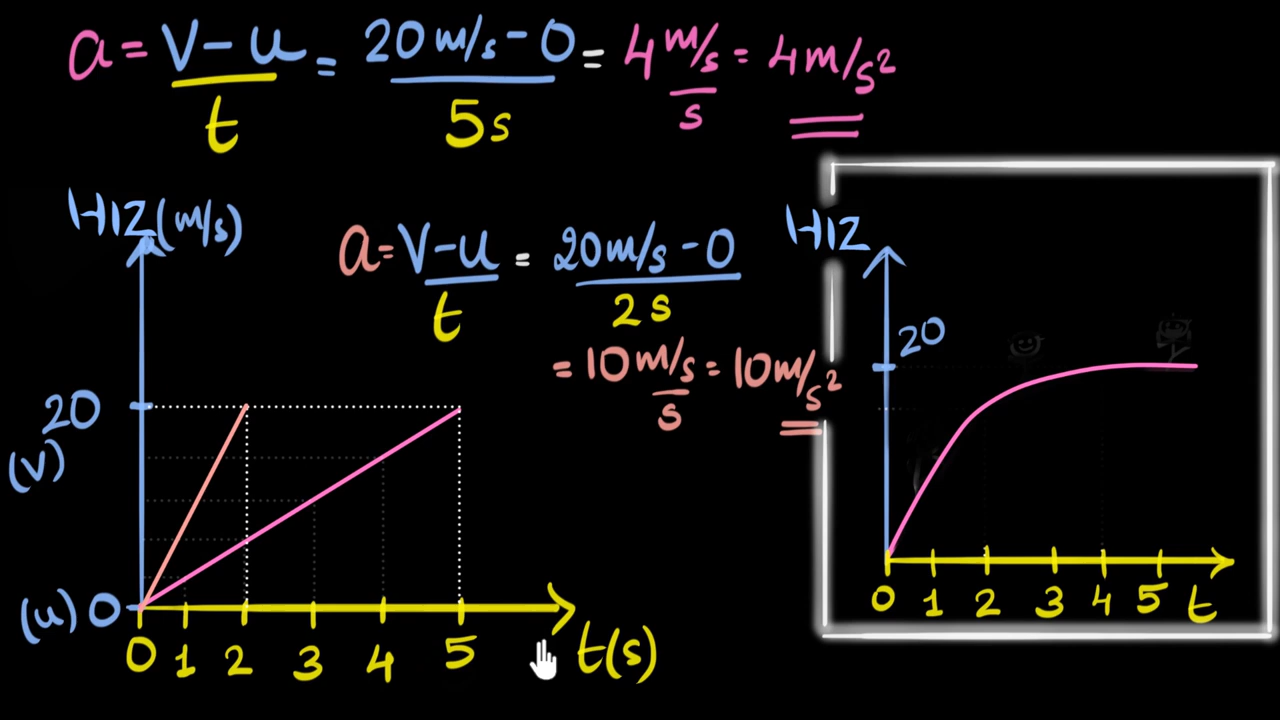 a = V-u/t = 20 m/s - 0/5s = 4 m/s/s = 4 m/s²
HIZ (m/s)
a = V-u/t = 20 m/s - 0/2s
= 10 m/s/s = 10 m/s²
20
(V)
(u) 0
0 1 2 3 4 5 t(s)
HIZ
20
0 1 2 3 4 5 t